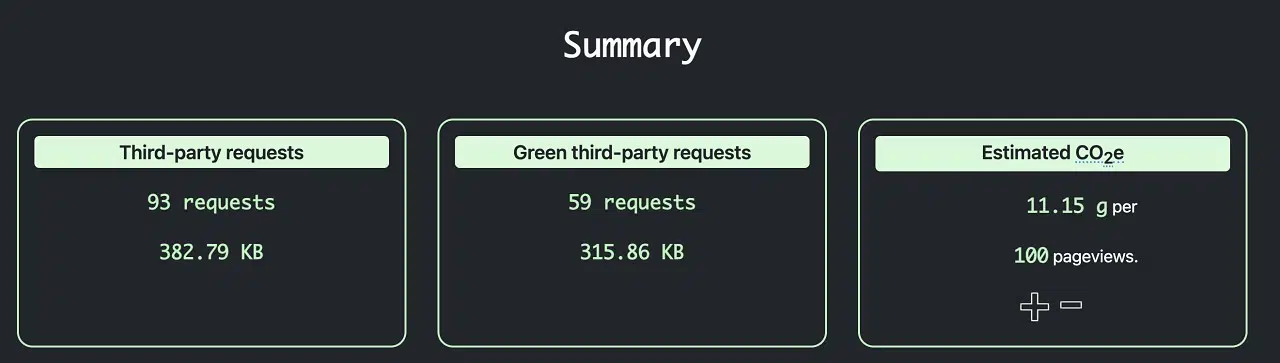 Summary
Third-party requests
93 requests
382.79 KB
Green third-party requests
59 requests
315.86 KB
Estimated CO₂e
11.15 g per
100 pageviews.